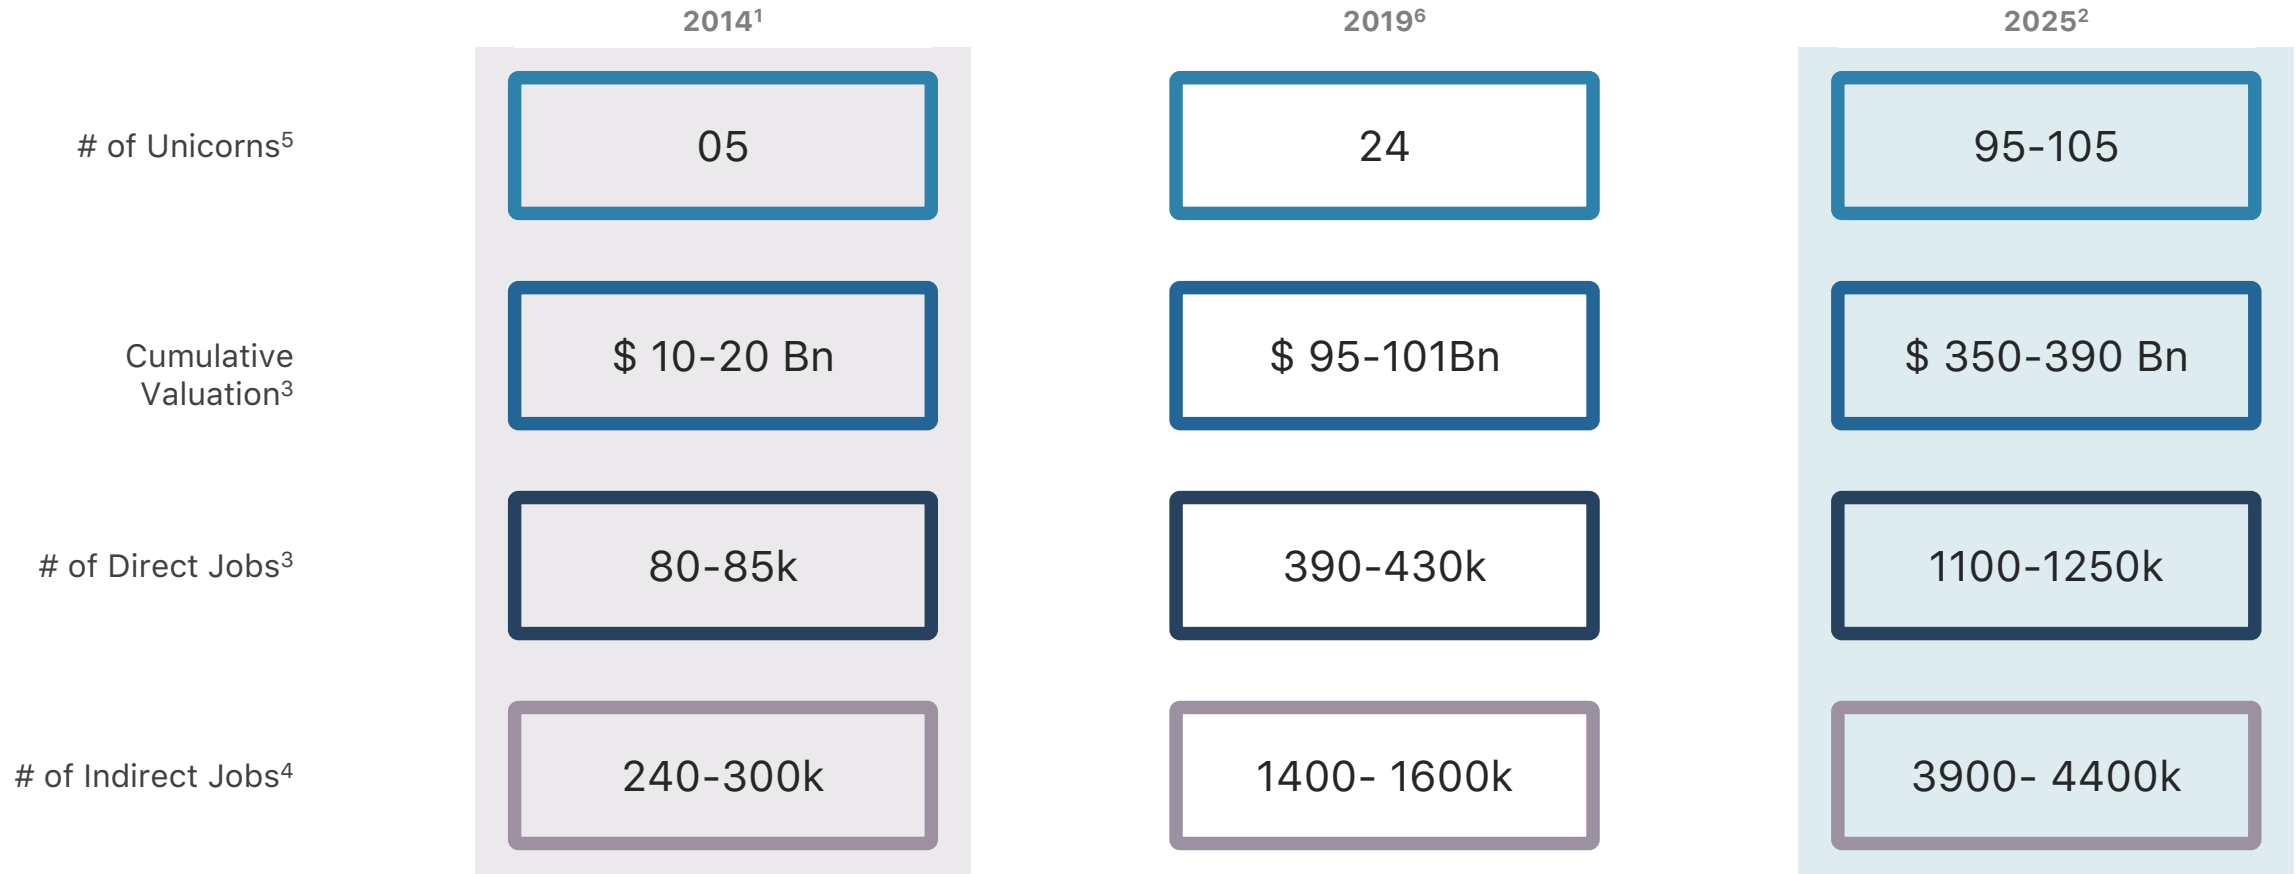 2014¹ 2019⁶ 2025²
# of Unicorns⁵ 05 24 95-105
Cumulative $ 10-20 Bn $ 95-101Bn $ 350-390 Bn
Valuation³
# of Direct Jobs³ 80-85k 390-430k 1100-1250k
# of Indirect Jobs⁴ 240-300k 1400- 1600k 3900- 4400k